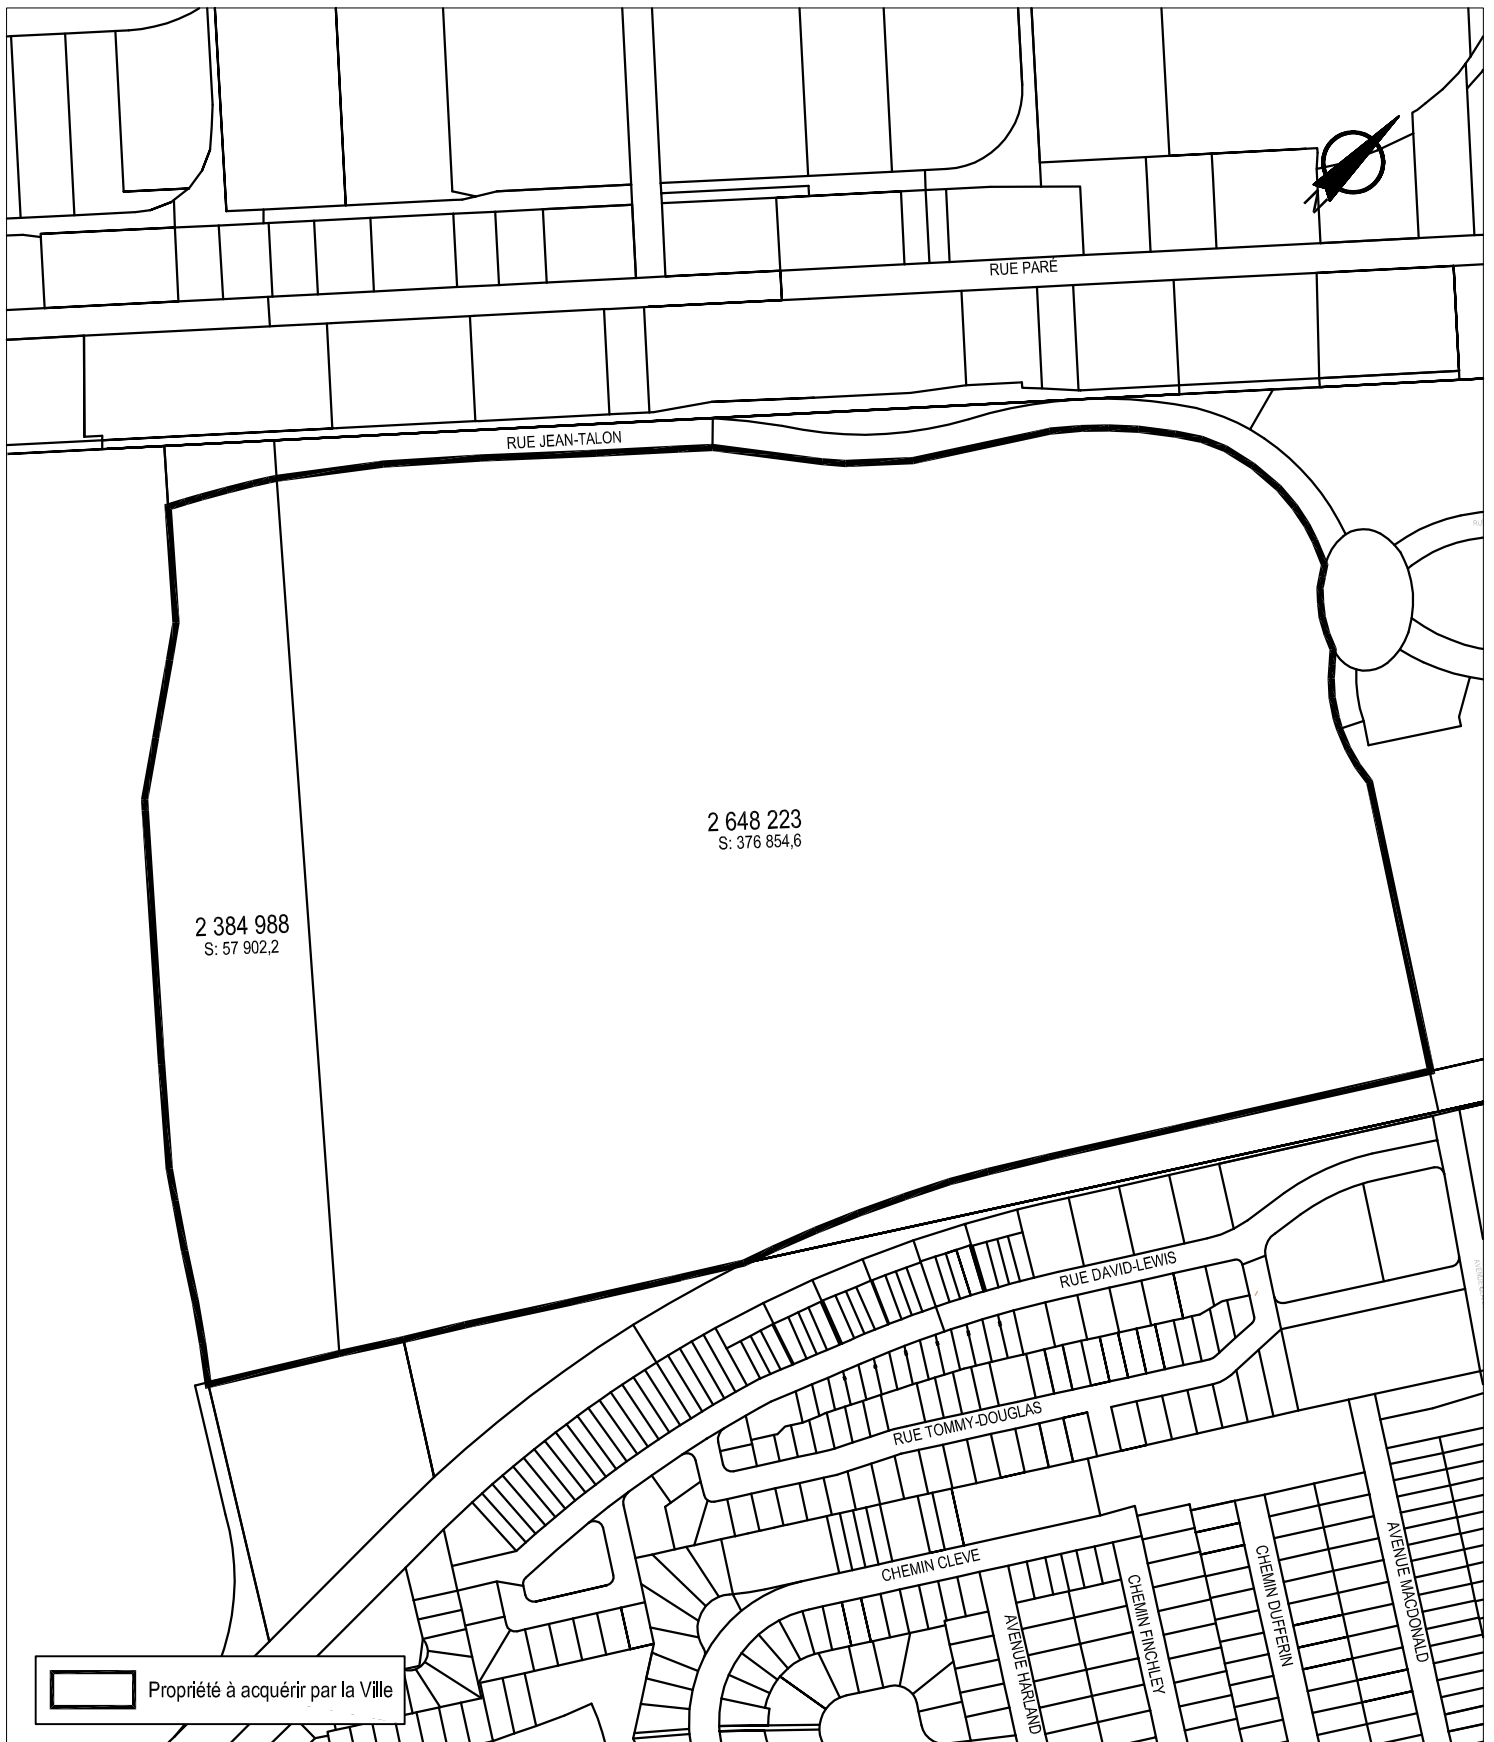 RUE PARÉ
RUE JEAN-TALON
RU
2 648 223
S: 376 854,6
2 384 988
S: 57 902,2
RUE DAVID-LEWIS
RUE TOMMY-DOUGLAS
CHEMIN CLEVE
AVENUE HARLAND
CHEMIN FINCHLEY
CHEMIN DUFFERIN
AVENUE MACDONALD
Propriété à acquérir par la Ville